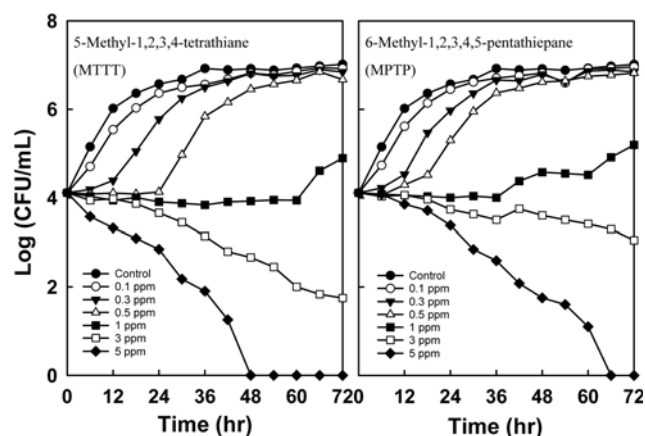 5-Methyl-1,2,3,4-tetrathiane
(MTTT)
6-Methyl-1,2,3,4,5-pentathiepane
(MPTP)
Log (CFU/mL)
8
6
4
2
0
Control
0.1 ppm
0.3 ppm
0.5 ppm
1 ppm
3 ppm
5 ppm
Control
0.1 ppm
0.3 ppm
0.5 ppm
1 ppm
3 ppm
5 ppm
0 12 24 36 48 60 720 12 24 36 48 60 72
Time (hr) Time (hr)